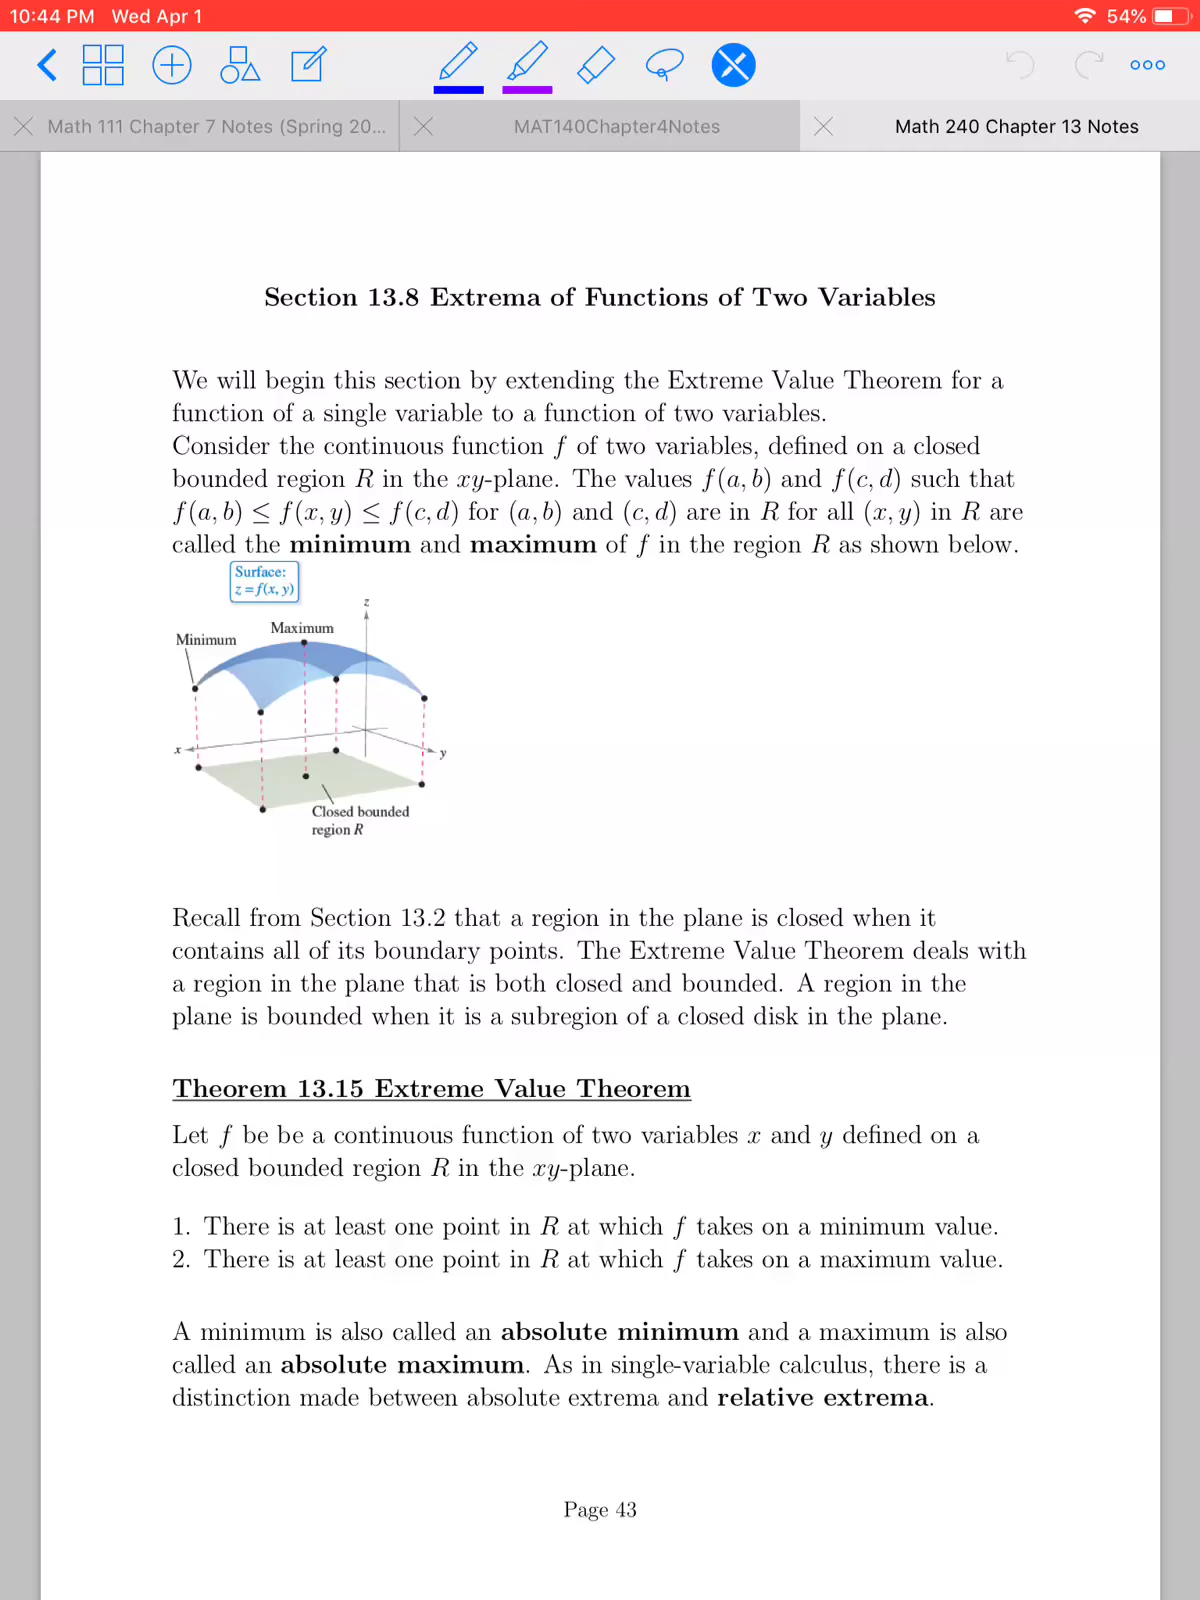 10:44 PM Wed Apr 1
54%
Math 111 Chapter 7 Notes (Spring 20...
MAT140Chapter4Notes
Math 240 Chapter 13 Notes
Section 13.8 Extrema of Functions of Two Variables
We will begin this section by extending the Extreme Value Theorem for a
function of a single variable to a function of two variables.
Consider the continuous function f of two variables, defined on a closed
bounded region R in the xy-plane. The values f(a, b) and f(c, d) such that
f(a, b) ≤ f(x, y) ≤ f(c, d) for (a, b) and (c, d) are in R for all (x, y) in R are
called the minimum and maximum of f in the region R as shown below.
Surface:
z = f(x, y)
z
Maximum
Minimum
x
y
Closed bounded
region R
Recall from Section 13.2 that a region in the plane is closed when it
contains all of its boundary points. The Extreme Value Theorem deals with
a region in the plane that is both closed and bounded. A region in the
plane is bounded when it is a subregion of a closed disk in the plane.
Theorem 13.15 Extreme Value Theorem
Let f be be a continuous function of two variables x and y defined on a
closed bounded region R in the xy-plane.
1. There is at least one point in R at which f takes on a minimum value.
2. There is at least one point in R at which f takes on a maximum value.
A minimum is also called an absolute minimum and a maximum is also
called an absolute maximum. As in single-variable calculus, there is a
distinction made between absolute extrema and relative extrema.
Page 43